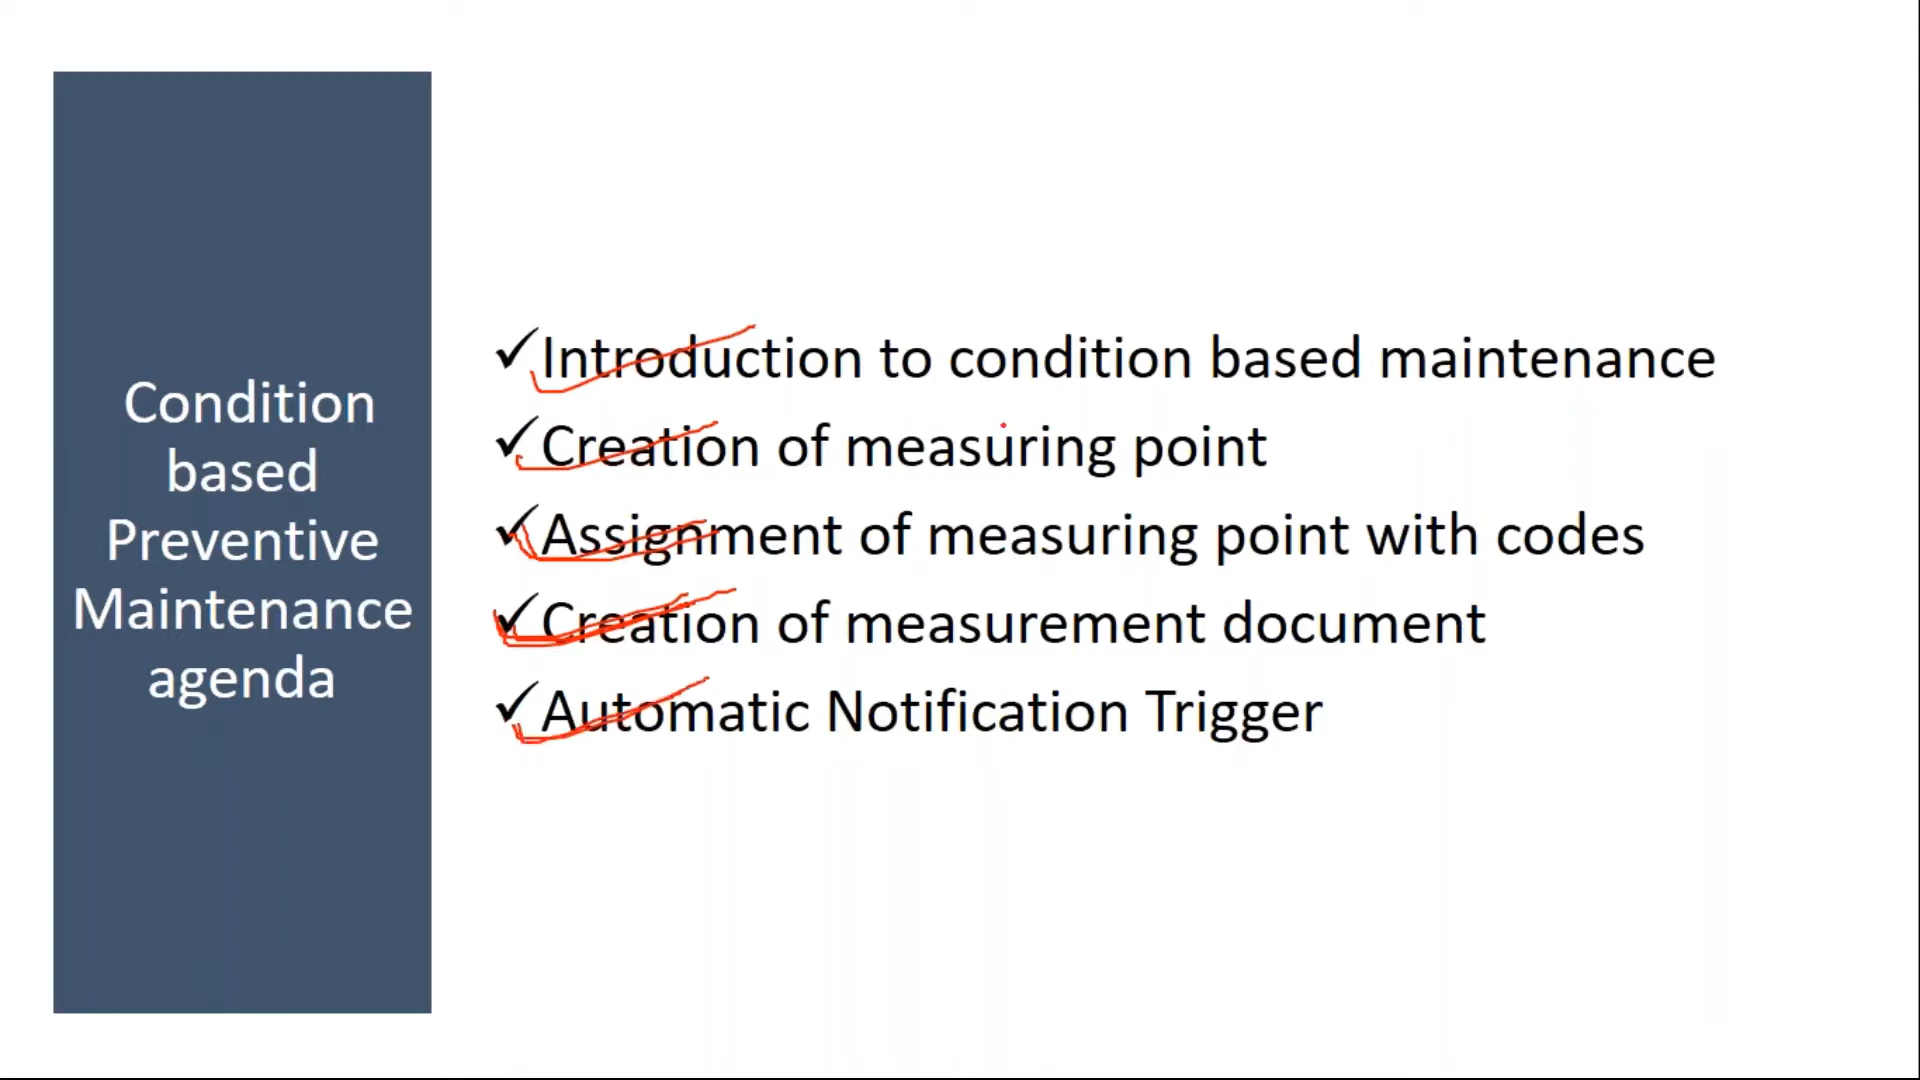 Condition
based
Preventive
Maintenance
agenda
✓Introduction to condition based maintenance
✓Creation of measuring point
✓Assignment of measuring point with codes
✓Creation of measurement document
✓Automatic Notification Trigger